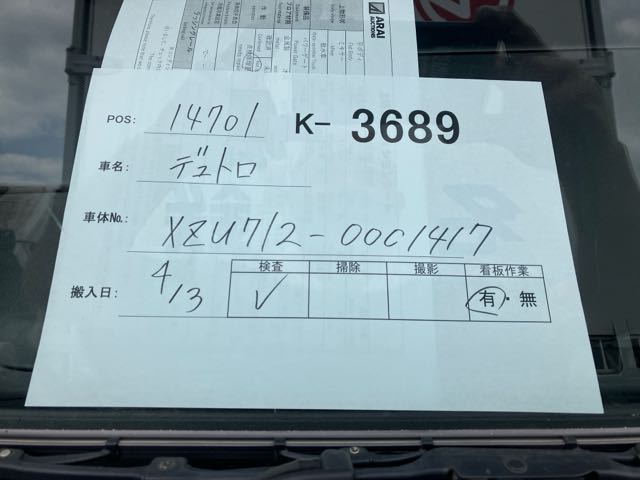 ARAI
AUCTIONS
POS: 14701 K- 3689
車名: デュトロ
車体No.: XZU712-0001417
搬入日: 4/3
検査 掃除 撮影 看板作業
✓ 有・無